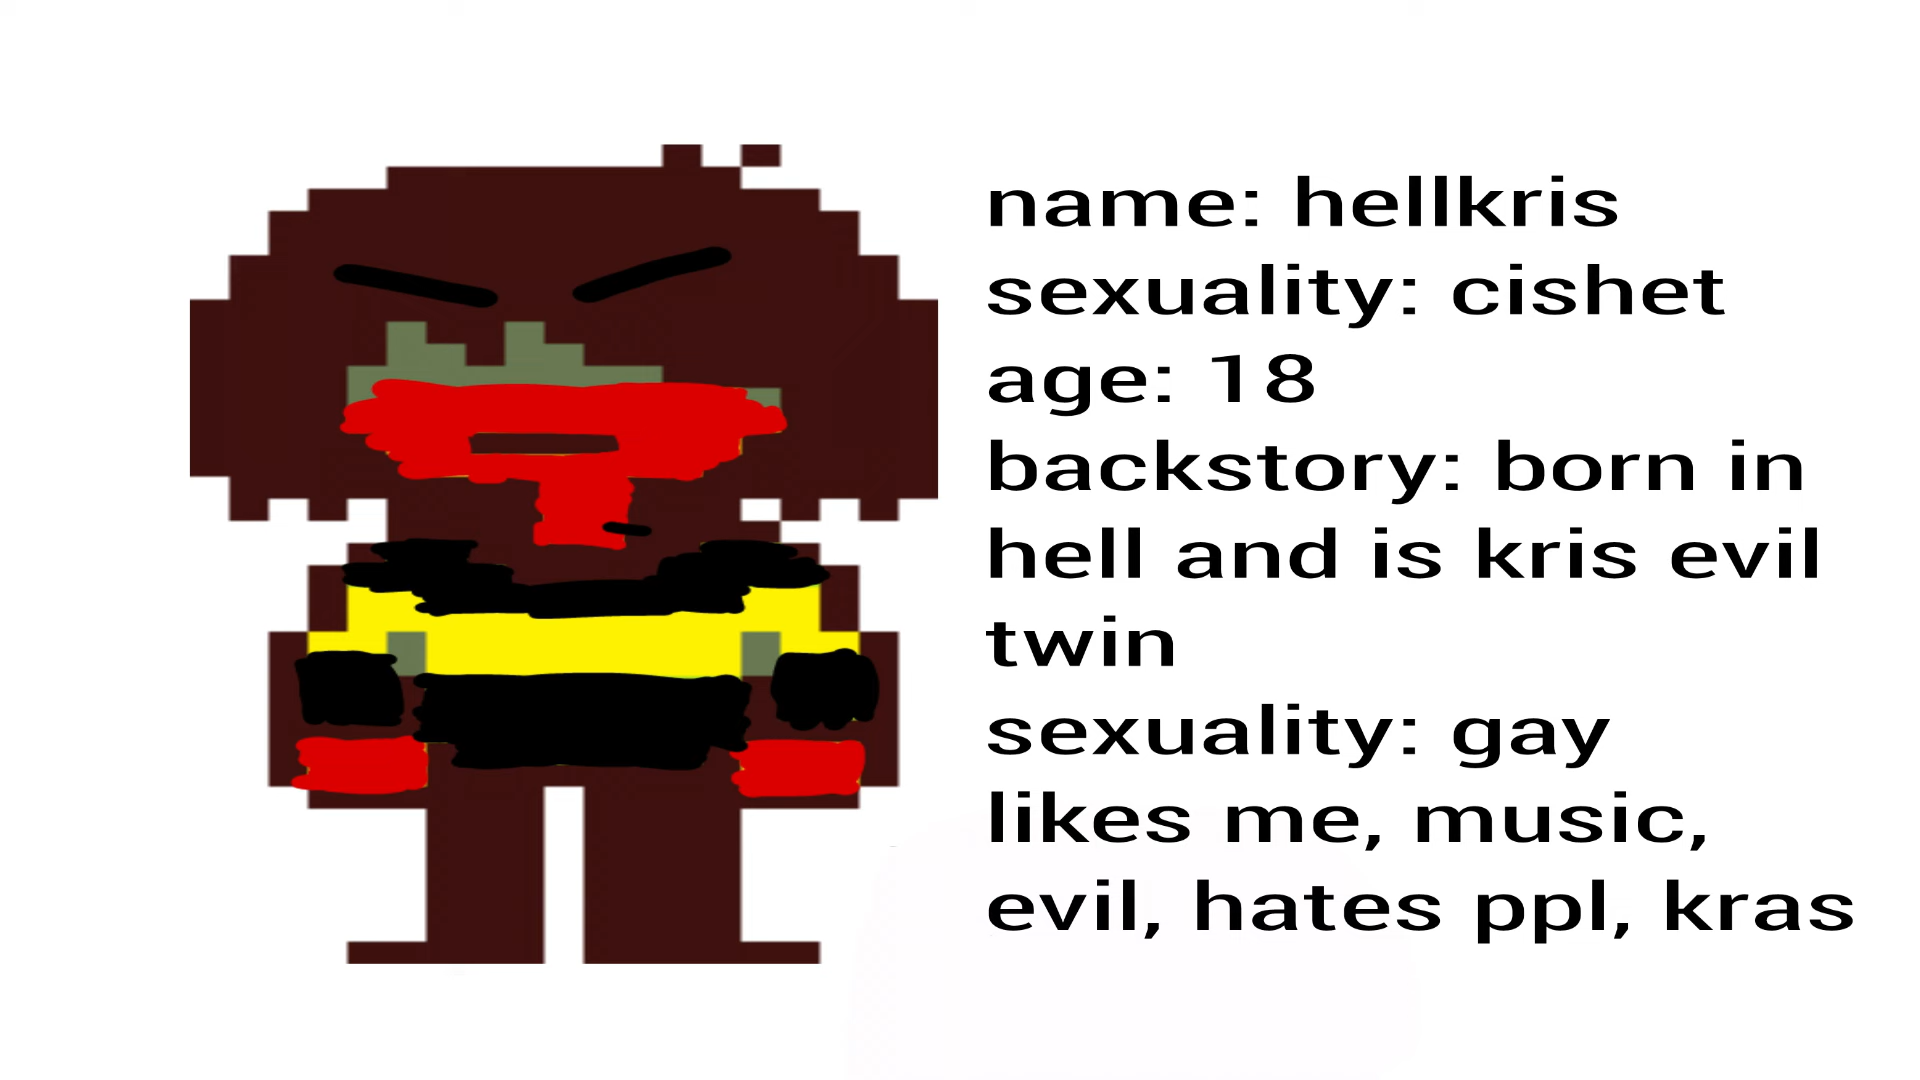 name: hellkris
sexuality: cishet
age: 18
backstory: born in
hell and is kris evil
twin
sexuality: gay
likes me, music,
evil, hates ppl, kras